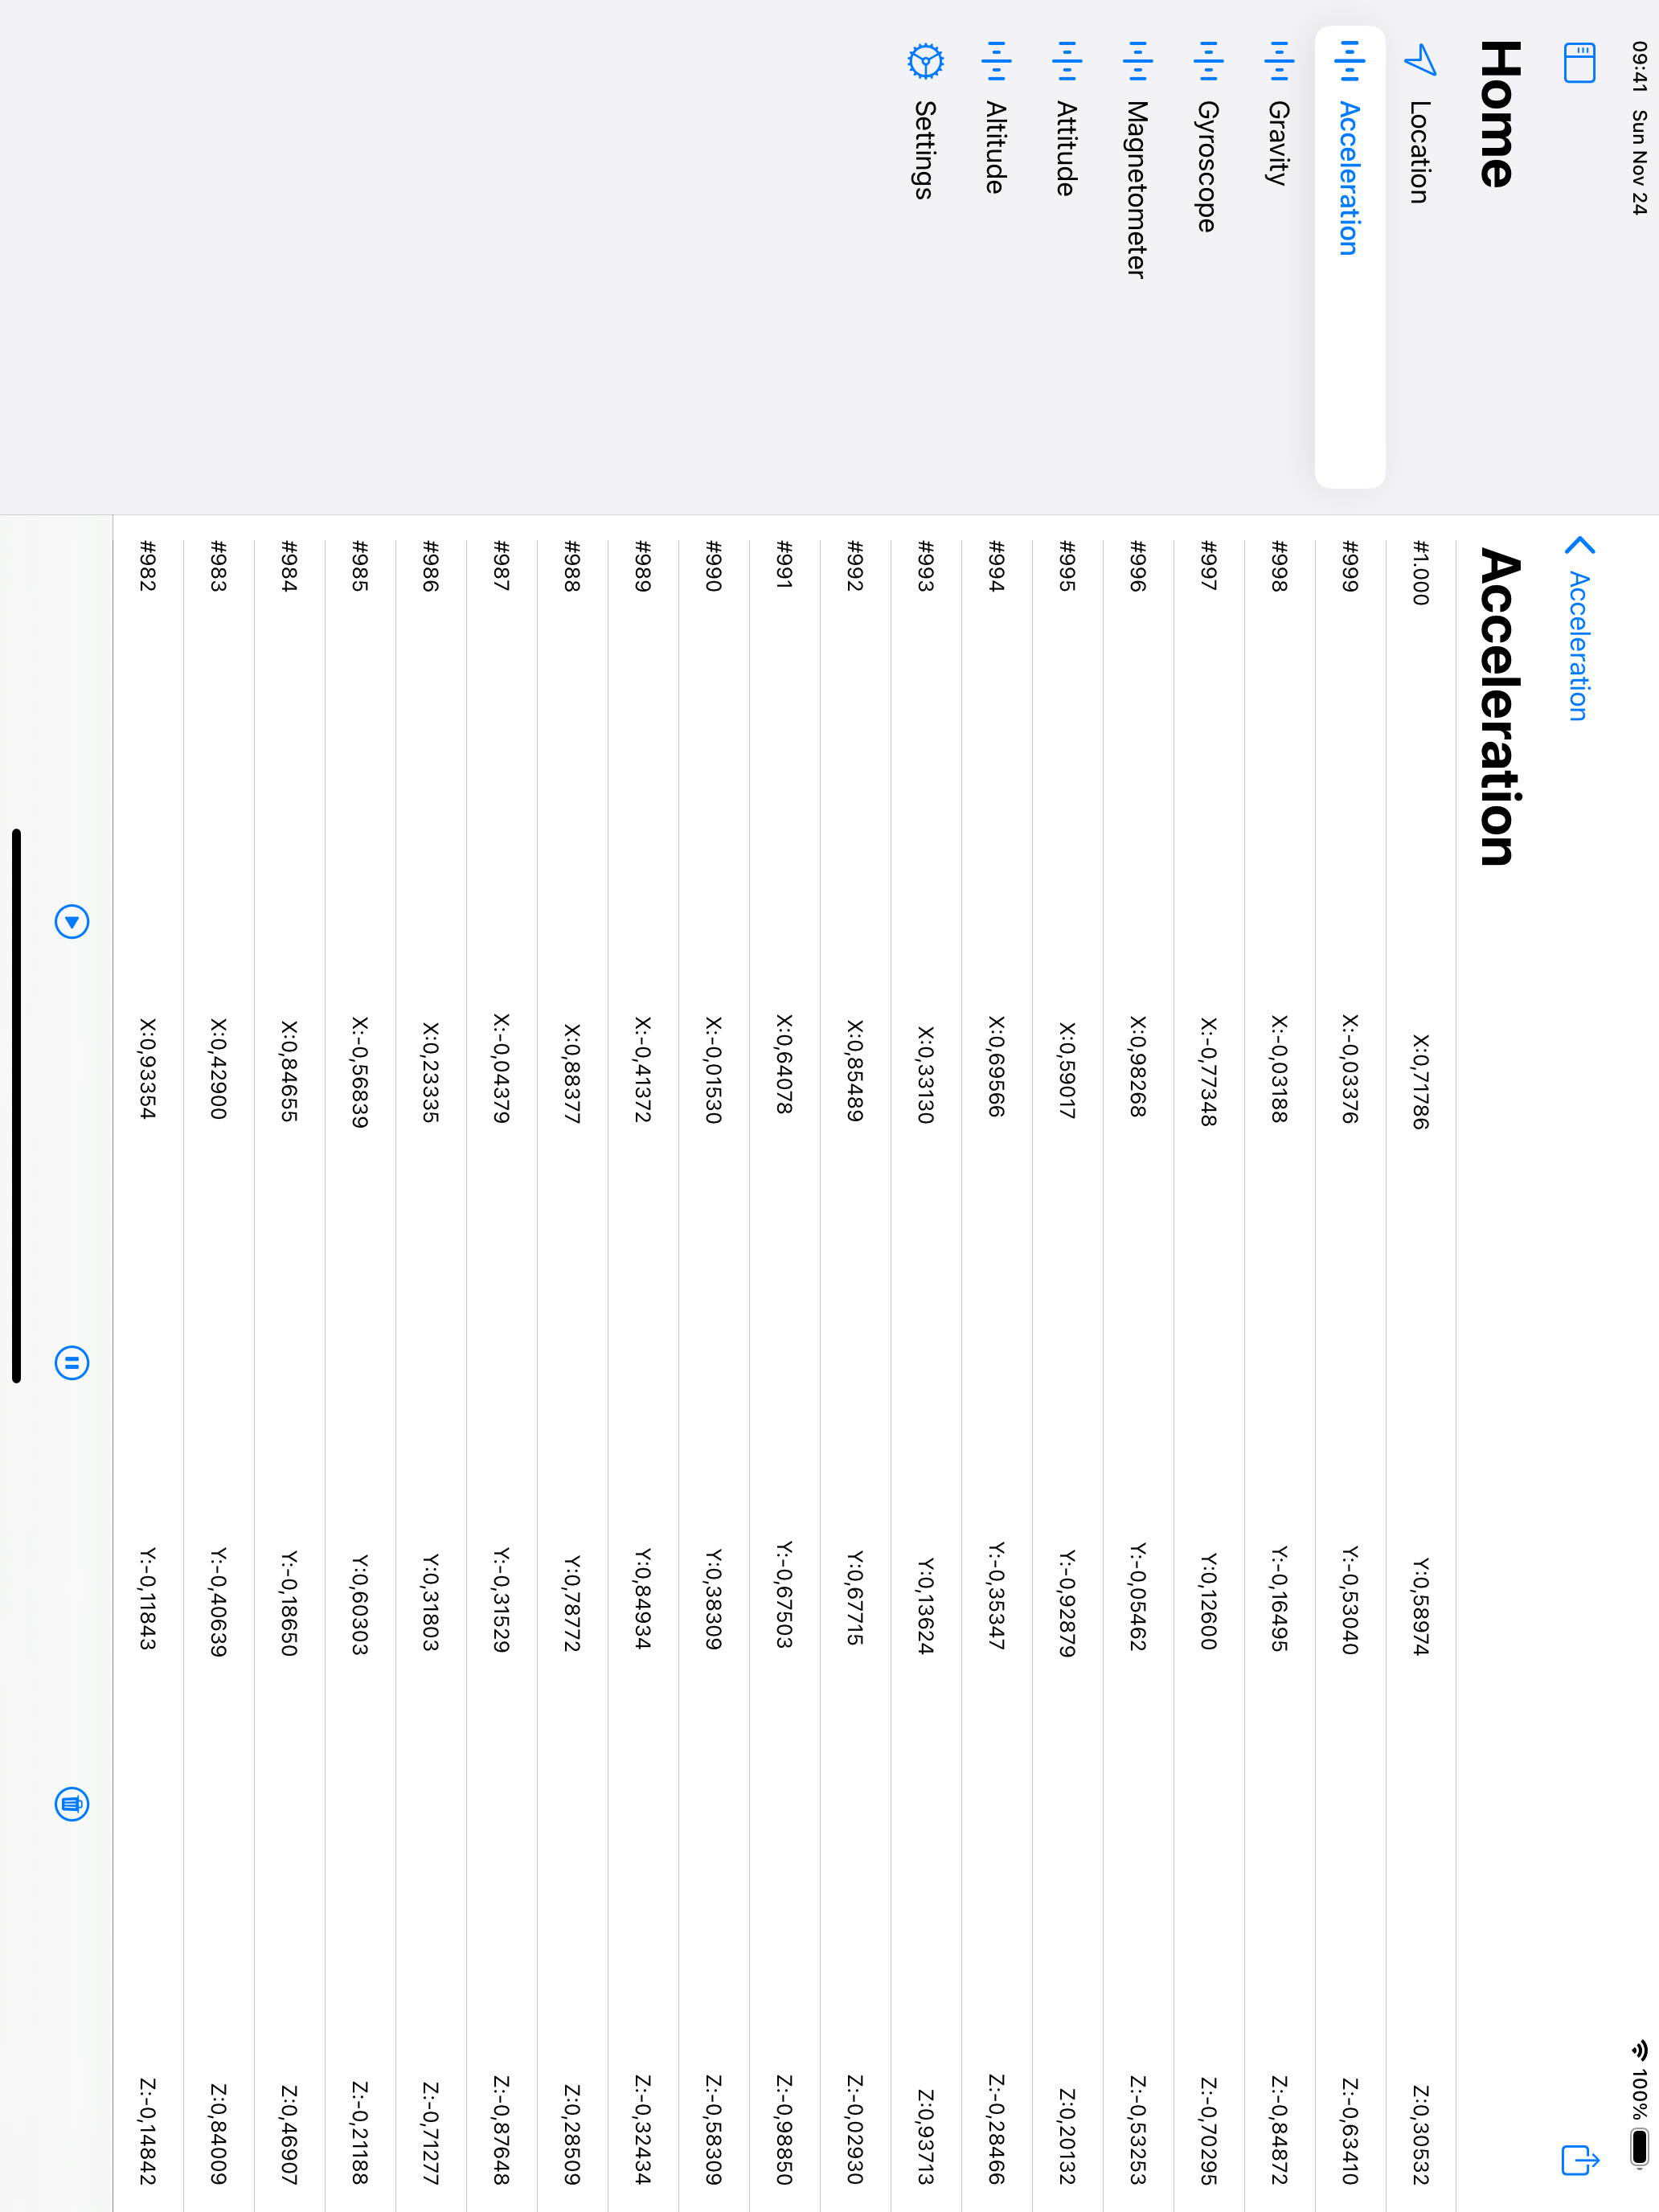 09:41 Sun Nov 24
100%
Home
Location
Acceleration
Gravity
Gyroscope
Magnetometer
Attitude
Altitude
Settings
Acceleration
Acceleration
#1.000 X:0,71786 Y:0,58974 Z:0,30532
#999 X:-0,03376 Y:-0,53040 Z:-0,63410
#998 X:-0,03188 Y:-0,16495 Z:-0,84872
#997 X:-0,77348 Y:0,12600 Z:-0,70295
#996 X:0,98268 Y:-0,05462 Z:-0,53253
#995 X:0,59017 Y:-0,92879 Z:0,20132
#994 X:0,69566 Y:-0,35347 Z:-0,28466
#993 X:0,33130 Y:0,13624 Z:0,93713
#992 X:0,85489 Y:0,67715 Z:-0,02930
#991 X:0,64078 Y:-0,67503 Z:-0,98850
#990 X:-0,01530 Y:0,38309 Z:-0,58309
#989 X:-0,41372 Y:0,84934 Z:-0,32434
#988 X:0,88377 Y:0,78772 Z:0,28509
#987 X:-0,04379 Y:-0,31529 Z:-0,87648
#986 X:0,23335 Y:0,31803 Z:-0,71277
#985 X:-0,56839 Y:0,60303 Z:-0,21188
#984 X:0,84655 Y:-0,18650 Z:0,46907
#983 X:0,42900 Y:-0,40639 Z:0,84009
#982 X:0,93354 Y:-0,11843 Z:-0,14842